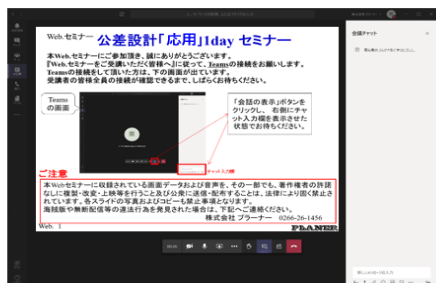 Web.セミナー 公差設計「応用」1day セミナー
本Web.セミナーにご参加頂き、誠にありがとうございます。
『Web.セミナーをご受講いただく皆様へ』に従って、Teamsの接続をお願いします。
Teamsの接続をして頂いた方は、下の画面が出ています。
受講者の皆様全員の接続が確認できるまで、しばらくお待ちください。
Teams
の画面
「会話の表示」ボタンを
クリックし、右側にチャ
ット入力欄を表示させた
状態でお待ちください。
チャット入力欄
ご注意
本Webセミナーに収録されている画面データおよび音声を、その一部でも、著作権者の許諾
なしに複製・改変・上映等を行うこと及び公衆に送信・配布することは、法律により固く禁止さ
れています。各スライドの写真およびコピーも禁止事項となります。
海賊版や無断配信等の違法行為を発見された場合は、下記へご連絡ください。
株式会社 プラーナー 0266-26-1456
Web. 1
PLANER
会議チャット